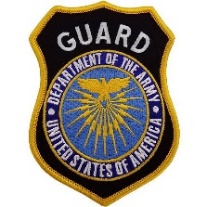 GUARD
DEPARTMENT OF THE ARMY
UNITED STATES OF AMERICA